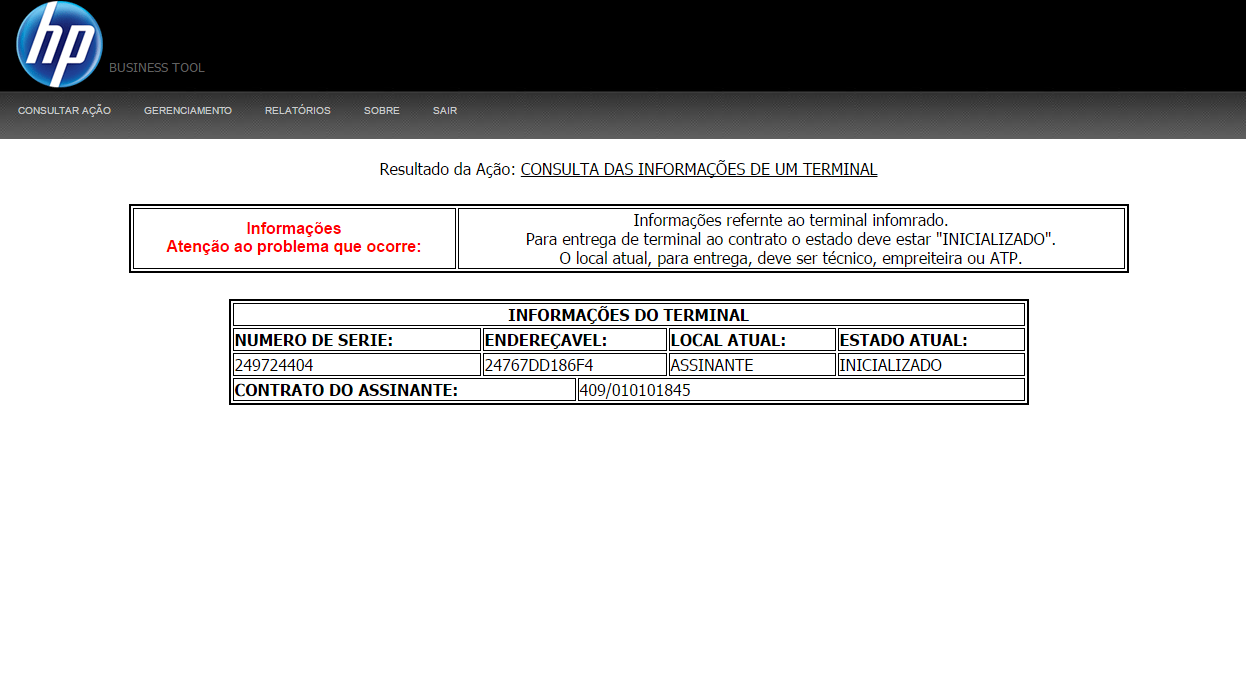 hp
BUSINESS TOOL
CONSULTAR AÇÃO GERENCIAMENTO RELATÓRIOS SOBRE SAIR
Resultado da Ação: CONSULTA DAS INFORMAÇÕES DE UM TERMINAL
Informações
Atenção ao problema que ocorre:
Informações refernte ao terminal infomrado.
Para entrega de terminal ao contrato o estado deve estar "INICIALIZADO".
O local atual, para entrega, deve ser técnico, empreiteira ou ATP.
INFORMAÇÕES DO TERMINAL
NUMERO DE SERIE: ENDEREÇAVEL: LOCAL ATUAL: ESTADO ATUAL:
249724404 24767DD186F4 ASSINANTE INICIALIZADO
CONTRATO DO ASSINANTE: 409/010101845